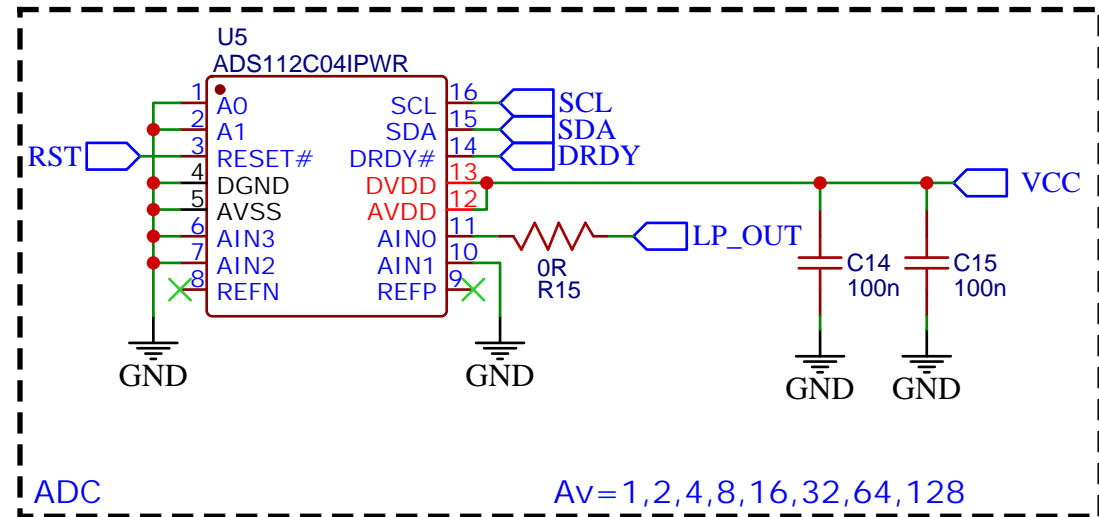 U5
ADS112C04IPWR
1 A0 SCL 16 SCL
2 A1 SDA 15 SDA
RST 3 RESET# DRDY# 14 DRDY
4 DGND DVDD 13 VCC
5 AVSS AVDD 12
6 AIN3 AIN0 11 LP_OUT
7 AIN2 AIN1 10
8 REFN REFP 9
0R
R15
C14
100n
C15
100n
GND
GND
GND
GND
ADC
Av=1,2,4,8,16,32,64,128